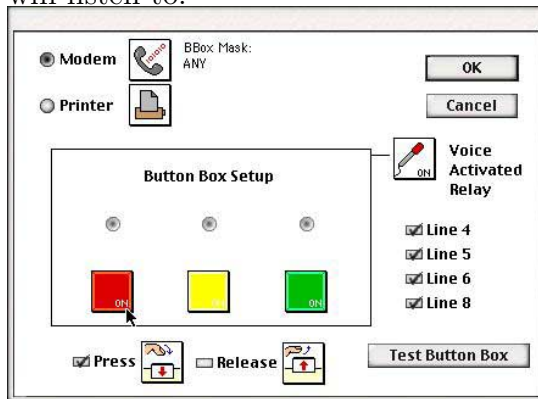 will listen to.
Modem
BBox Mask:
ANY
OK
Printer
Cancel
Voice
Activated
Relay
ON
Button Box Setup
Line 4
Line 5
Line 6
Line 8
ON
ON
ON
Press
Release
Test Button Box